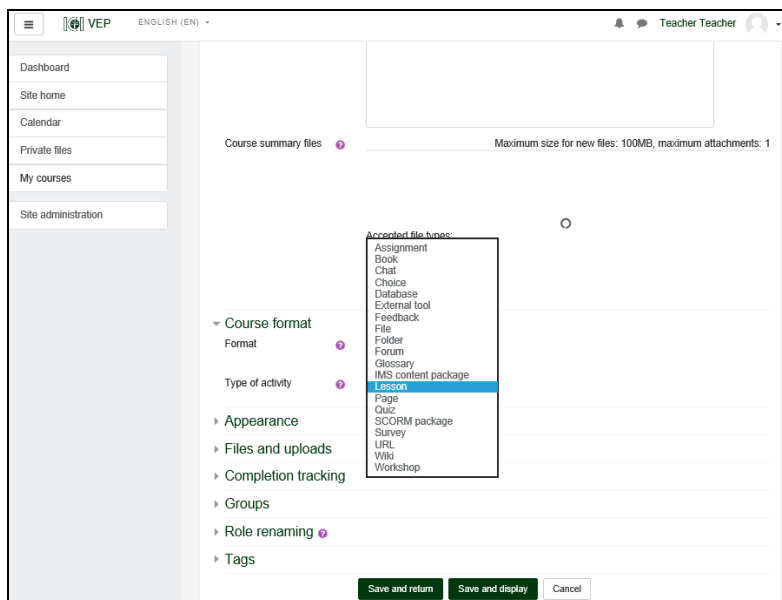 VEP ENGLISH (EN) Teacher Teacher
Dashboard
Site home
Calendar
Private files
My courses
Site administration
Course summary files Maximum size for new files: 100MB, maximum attachments: 1
Accepted file types:
Assignment
Book
Chat
Choice
Database
External tool
Feedback
File
Folder
Forum
Glossary
IMS content package
Lesson
Page
Quiz
SCORM package
Survey
URL
Wiki
Workshop
Course format
Format
Type of activity
Appearance
Files and uploads
Completion tracking
Groups
Role renaming
Tags
Save and return Save and display Cancel